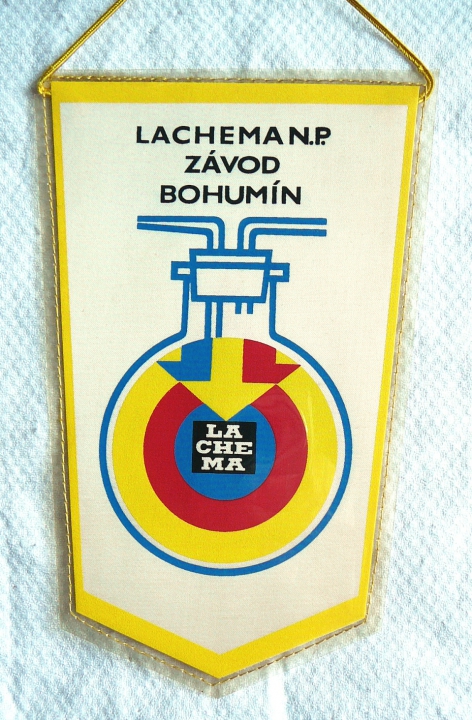 LACHEMA N.P.
ZÁVOD
BOHUMÍN
LA
CHE
MA